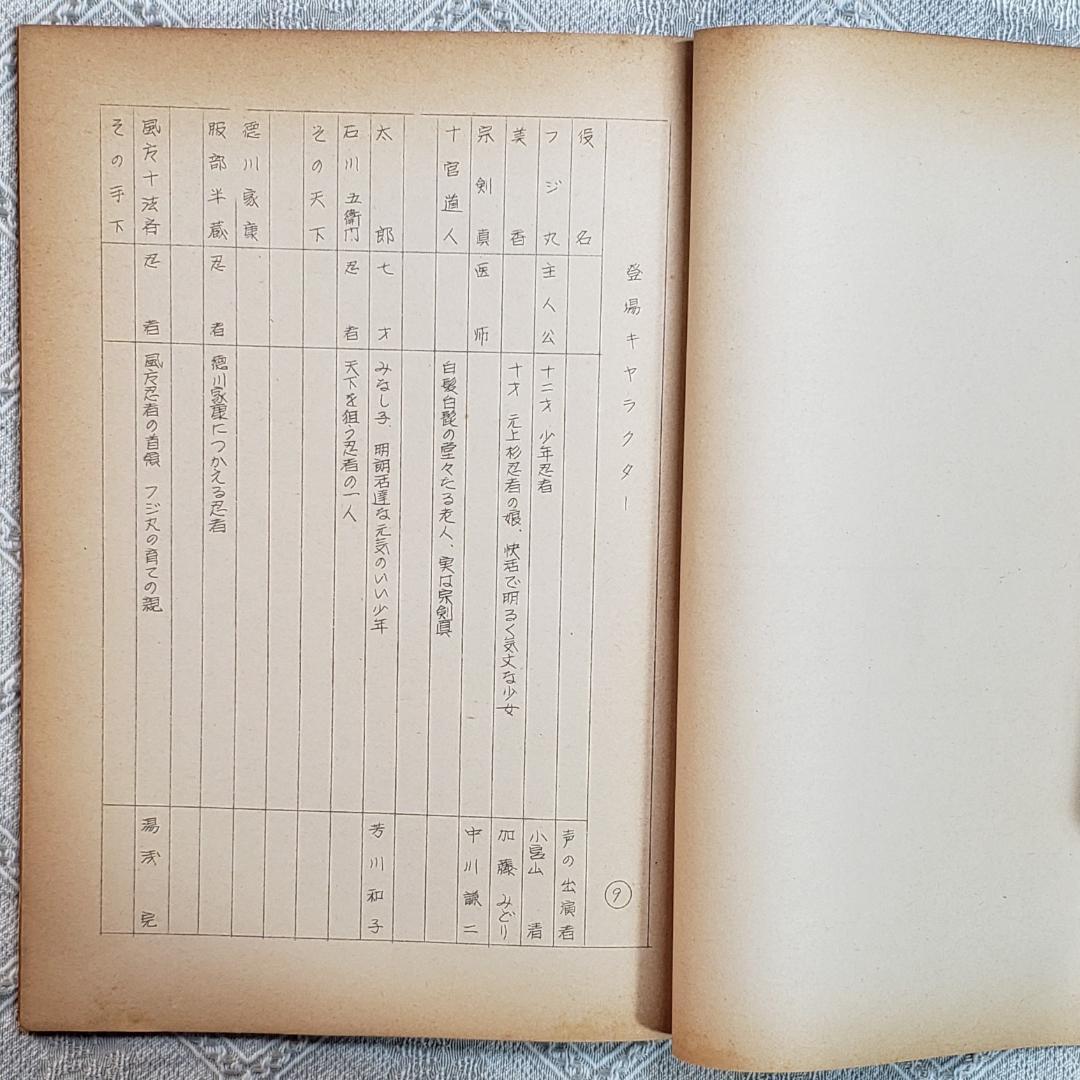 登場キャラクター
⑨
役名 声の出演者
フジ丸 主人公 十二才 少年忍者 小宮山 清
美香 十才 元上杉忍者の娘、快活で明るく気丈な少女 加藤みどり
宗剣真 医师 中川謙二
十官道人 白髪白髭の堂々たる老人、実は宗剣真
太郎 七才 みなし子、明朗活達な元気のいい少年 芳川和子
石川五衛門 忍者 天下を狙う忍者の一人
その天下
徳川家康
服部半蔵 忍者 徳川家康につかえる忍者
風方十法斉 忍者 風方忍者の首領 フジ丸の育ての親 湯浅 完
その手下